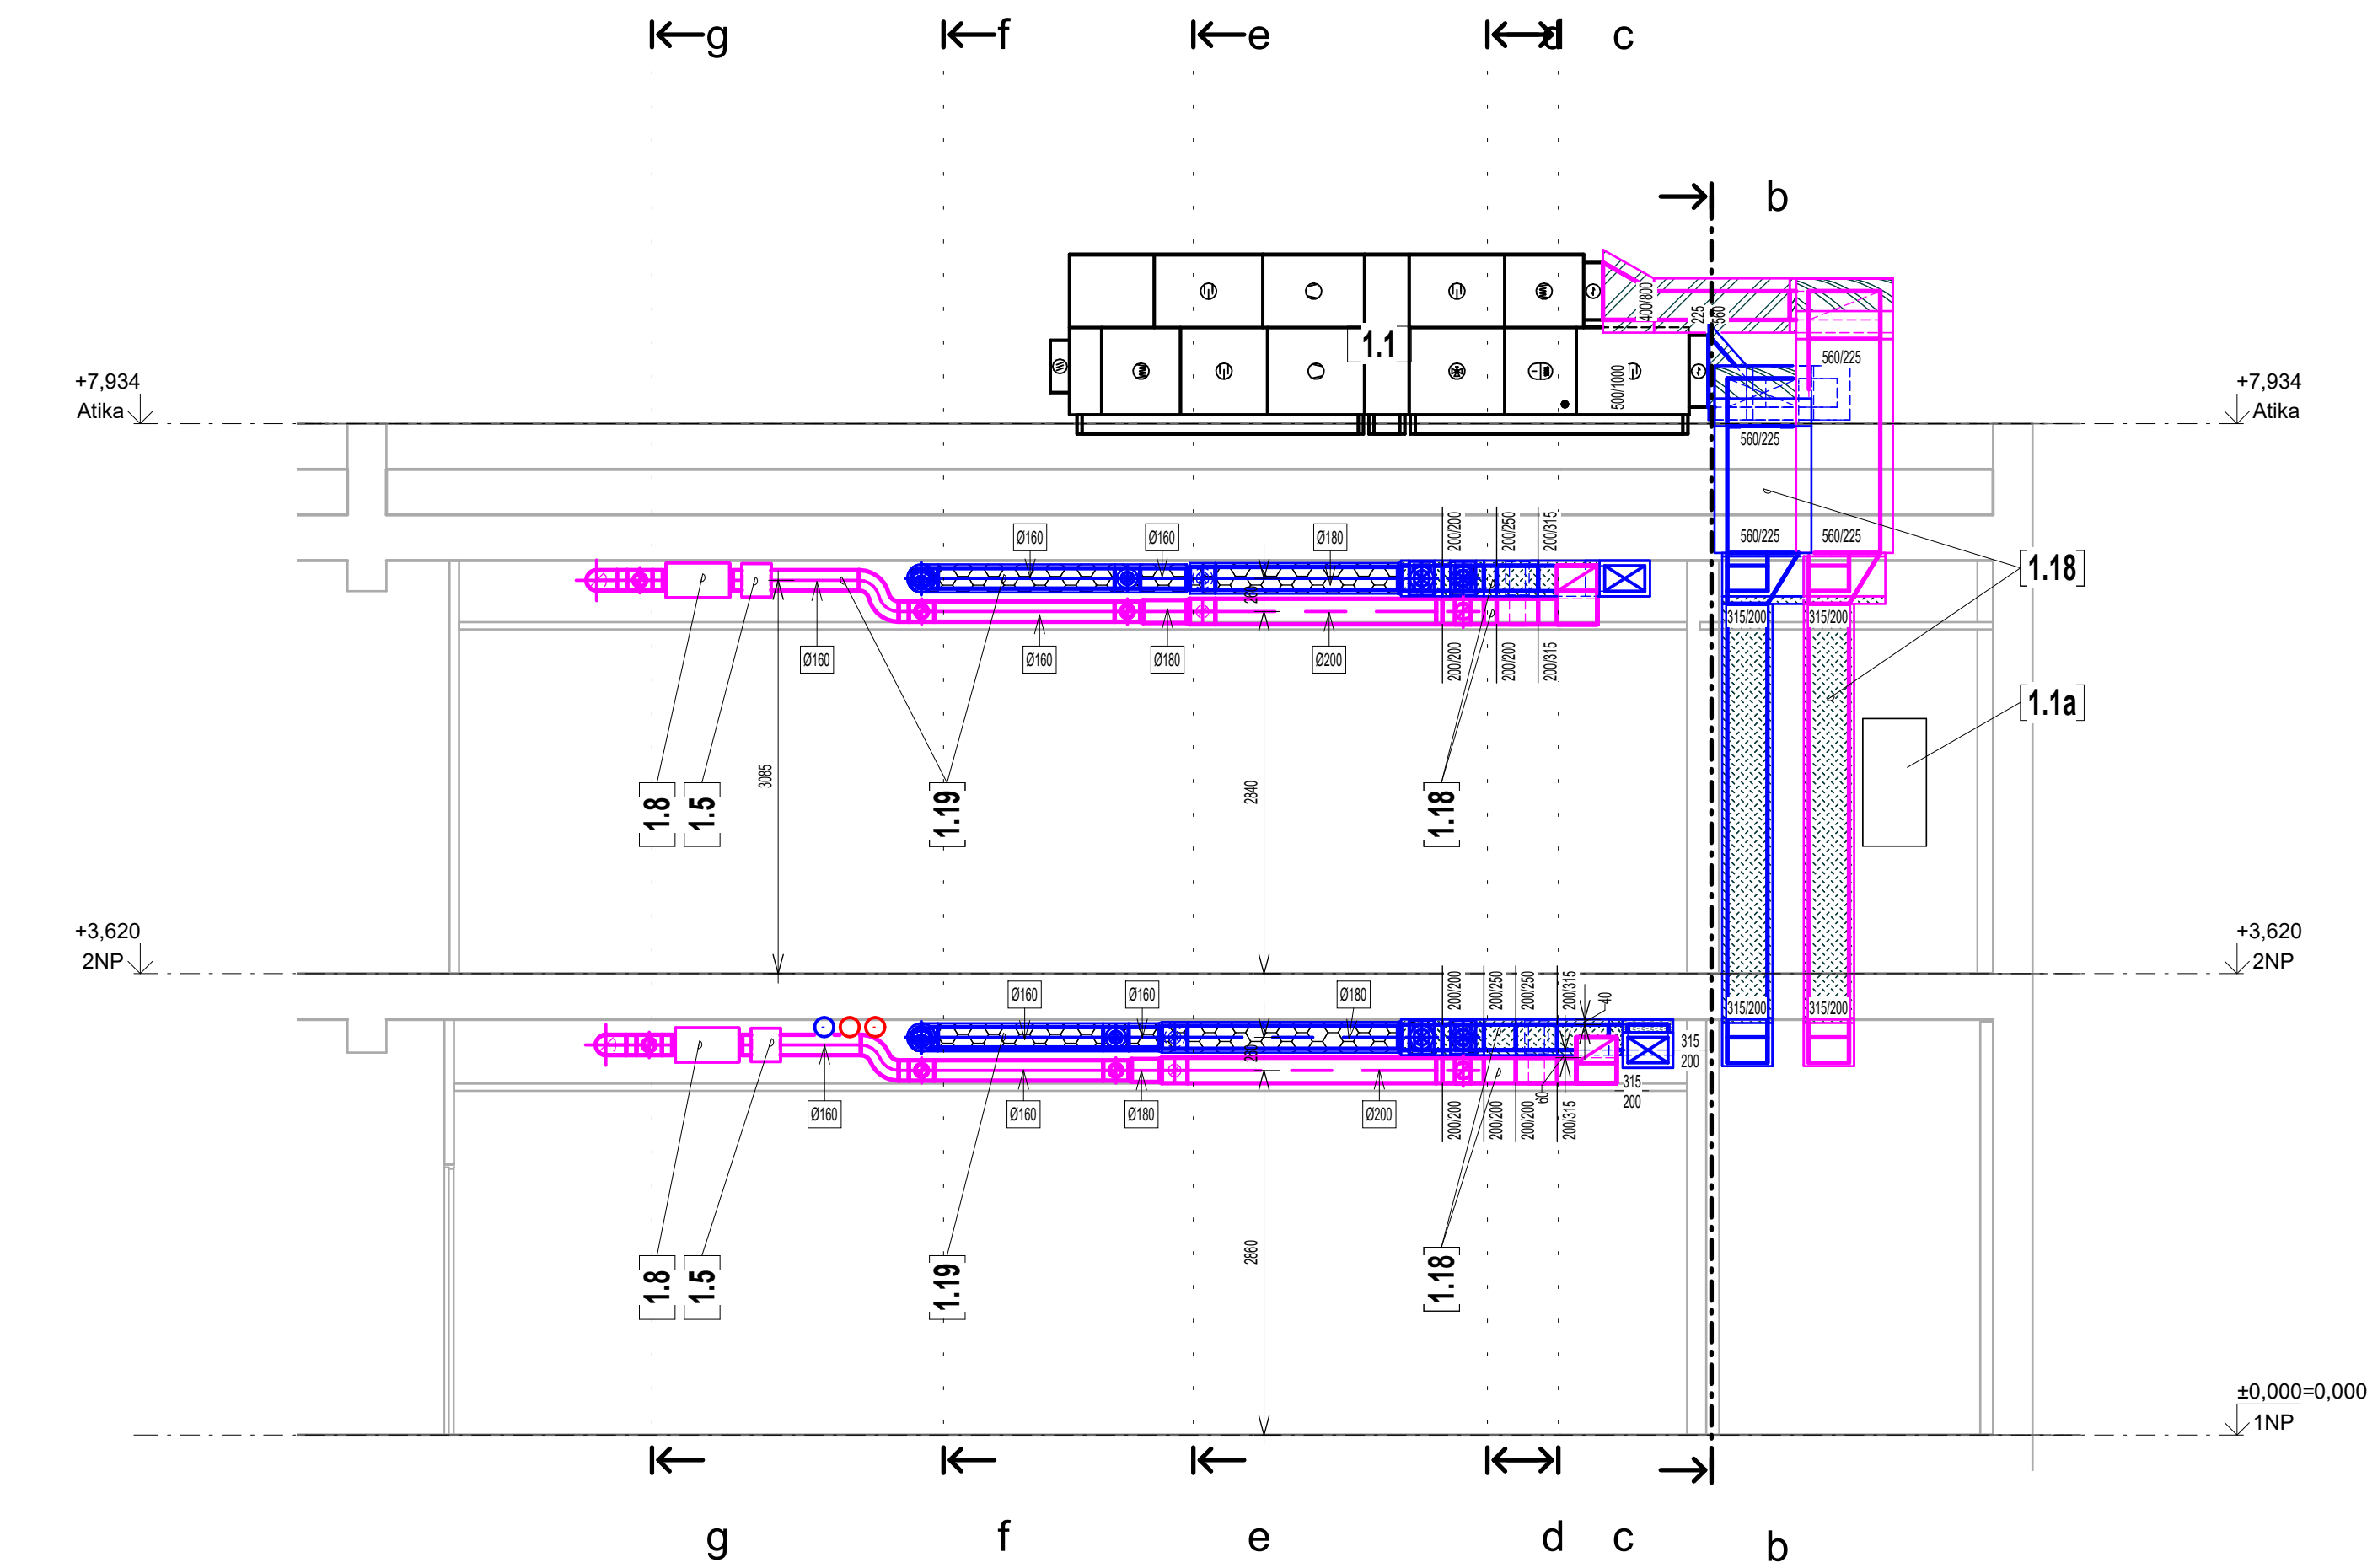 g
f
e
d
c
b
400/800
225
560
1.1
560/225
500/1000
+7,934
Atika
+7,934
Atika
560/225
Ø160
Ø160
Ø180
200/200
200/250
200/315
560/225
560/225
1.18
260
315/200
315/200
Ø160
Ø160
Ø180
Ø200
200/200
200/200
200/315
1.1a
3085
2840
1.8
1.5
1.19
1.18
+3,620
2NP
+3,620
2NP
Ø160
Ø160
Ø180
200/200
200/250
200/250
200/315
40
315/200
315/200
260
315
200
315
200
Ø160
Ø160
Ø180
Ø200
200/200
200/200
200/200
60
200/315
2860
1.8
1.5
1.19
1.18
±0,000=0,000
1NP
g
f
e
d
c
b